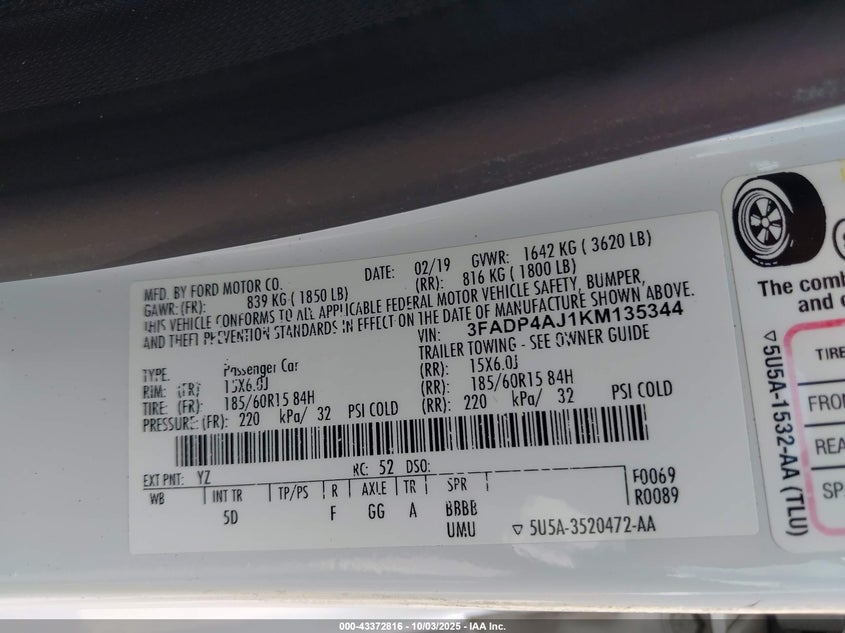 MFD. BY FORD MOTOR CO. DATE: 02/19 GVWR: 1642 KG ( 3620 LB)
GAWR: (FR): 839 KG ( 1850 LB) (RR): 816 KG ( 1800 LB)
THIS VEHICLE CONFORMS TO ALL APPLICABLE FEDERAL MOTOR VEHICLE SAFETY, BUMPER,
AND THEFT PREVENTION STANDARDS IN EFFECT ON THE DATE OF MANUFACTURE SHOWN ABOVE.
VIN: 3FADP4AJ1KM135344
TYPE: Passenger Car TRAILER TOWING - SEE OWNER GUIDE
RIM: (FR) 15X6.0J (RR): 15X6.0J
TIRE: (FR): 185/60R15 84H (RR): 185/60R15 84H
PRESSURE: (FR): 220 kPa/ 32 PSI COLD (RR): 220 kPa/ 32 PSI COLD
EXT PNT: YZ RC: 52 DSO:
WB INT TR TP/PS R AXLE TR SPR F0069
5D F GG A BBBB R0089
UMU ▽ 5U5A-3520472-AA
The comb
and
TIRE
FRO
REA
SP
▽ 5U5A-1532-AA (TLU)
000-43372816 - 10/03/2025 - IAA Inc.